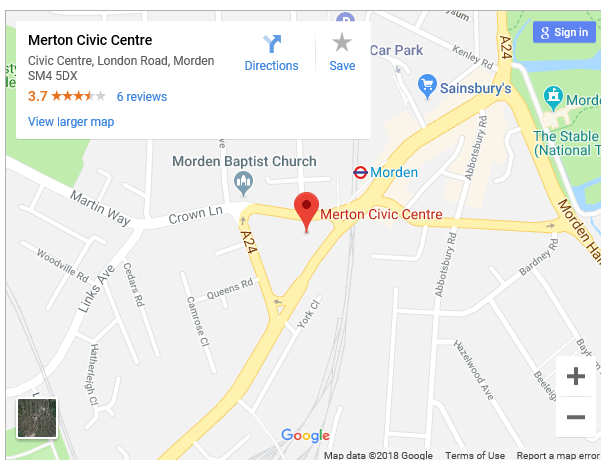 Merton Civic Centre
Civic Centre, London Road, Morden
SM4 5DX
3.7
6 reviews
View larger map
Directions
Save
Sign in
Car Park
Kenley Rd
A24
Sainsbury's
The Stable
(National T
Morden Baptist Church
Morden
Abbotsbury Rd
Martin Way
Crown Ln
Merton Civic Centre
Morden Hall
A24
Woodville Rd
Links Ave
Cedars Rd
Queens Rd
Camrose Cl
York Cl
Abbotsbury Rd
Bardney Rd
Hatherleigh Cl
Hazelwood Ave
Google
Map data ©2018 Google
Terms of Use
Report a map error